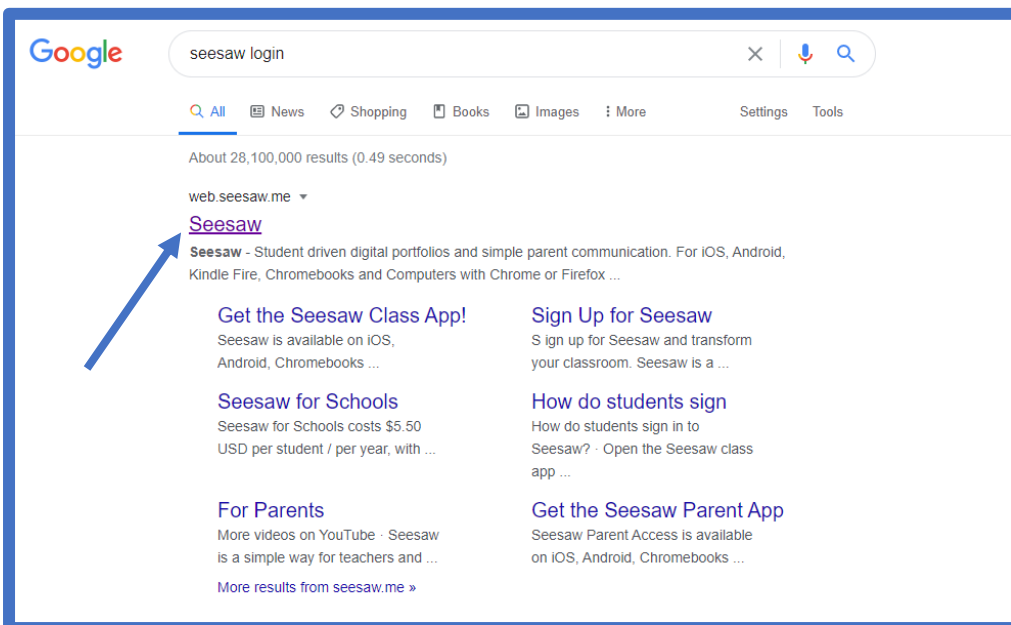 Google
seesaw login
All News Shopping Books Images More Settings Tools
About 28,100,000 results (0.49 seconds)
web.seesaw.me
Seesaw
Seesaw - Student driven digital portfolios and simple parent communication. For iOS, Android,
Kindle Fire, Chromebooks and Computers with Chrome or Firefox ...
Get the Seesaw Class App!
Seesaw is available on iOS,
Android, Chromebooks ...
Sign Up for Seesaw
S ign up for Seesaw and transform
your classroom. Seesaw is a ...
Seesaw for Schools
Seesaw for Schools costs $5.50
USD per student / per year, with ...
How do students sign
How do students sign in to
Seesaw? · Open the Seesaw class
app ...
For Parents
More videos on YouTube · Seesaw
is a simple way for teachers and ...
Get the Seesaw Parent App
Seesaw Parent Access is available
on iOS, Android, Chromebooks ...
More results from seesaw.me »